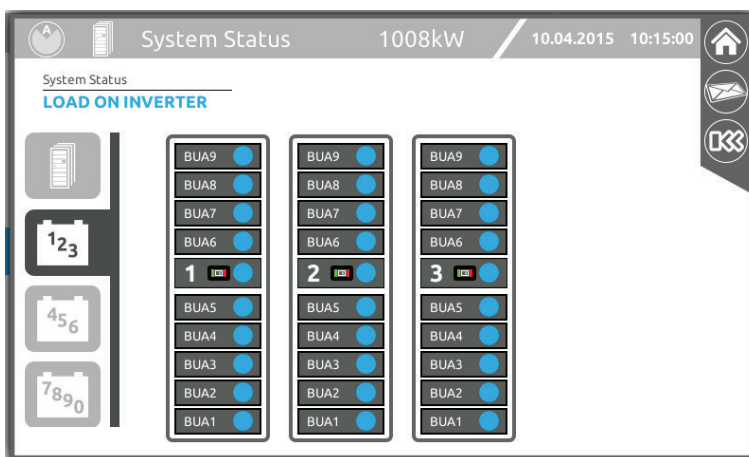 A System Status 1008kW 10.04.2015 10:15:00
System Status
LOAD ON INVERTER
123
456
7890
BUA9
BUA8
BUA7
BUA6
1
BUA5
BUA4
BUA3
BUA2
BUA1
BUA9
BUA8
BUA7
BUA6
2
BUA5
BUA4
BUA3
BUA2
BUA1
BUA9
BUA8
BUA7
BUA6
3
BUA5
BUA4
BUA3
BUA2
BUA1